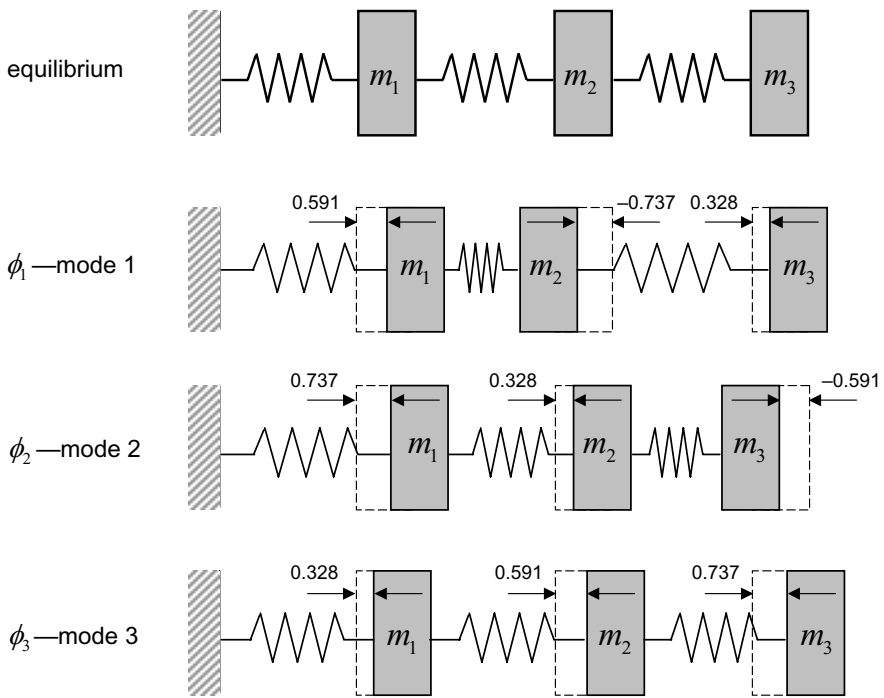 equilibrium m₁ m₂ m₃
0.591 –0.737 0.328
ϕ₁ —mode 1 m₁ m₂ m₃
0.737 0.328 –0.591
ϕ₂ —mode 2 m₁ m₂ m₃
0.328 0.591 0.737
ϕ₃ —mode 3 m₁ m₂ m₃